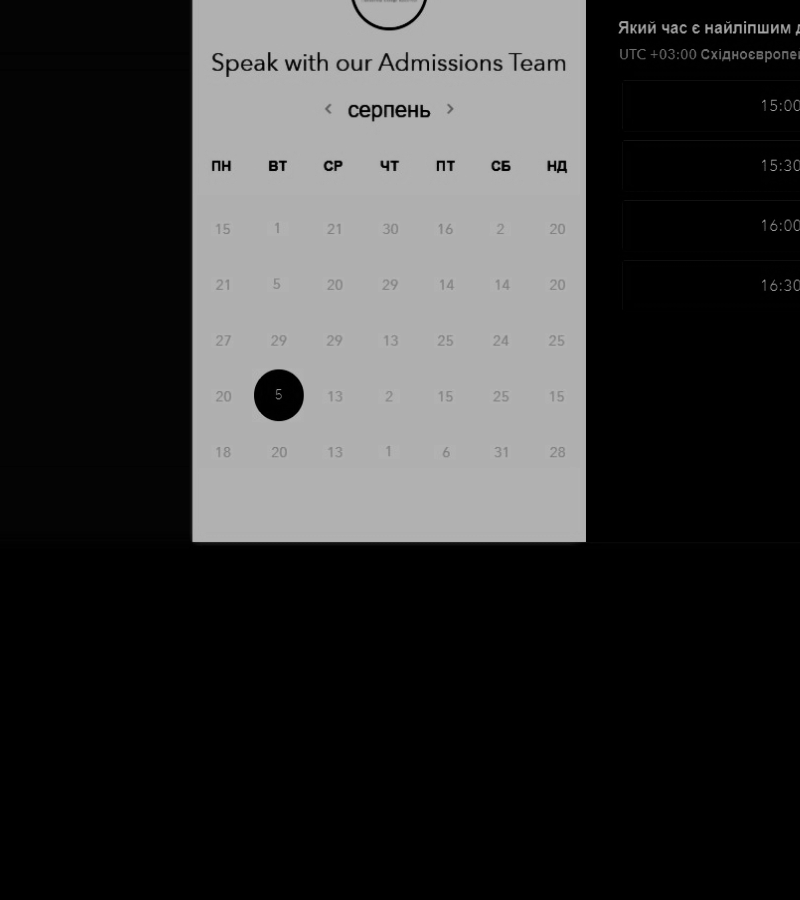 Speak with our Admissions Team
серпень
ПН ВТ СР ЧТ ПТ СБ НД
15 1 21 30 16 2 20
21 5 20 29 14 14 20
27 29 29 13 25 24 25
20 5 13 2 15 25 15
18 20 13 1 6 31 28
Який час є найліпшим
UTC +03:00
15:00
15:30
16:00
16:30